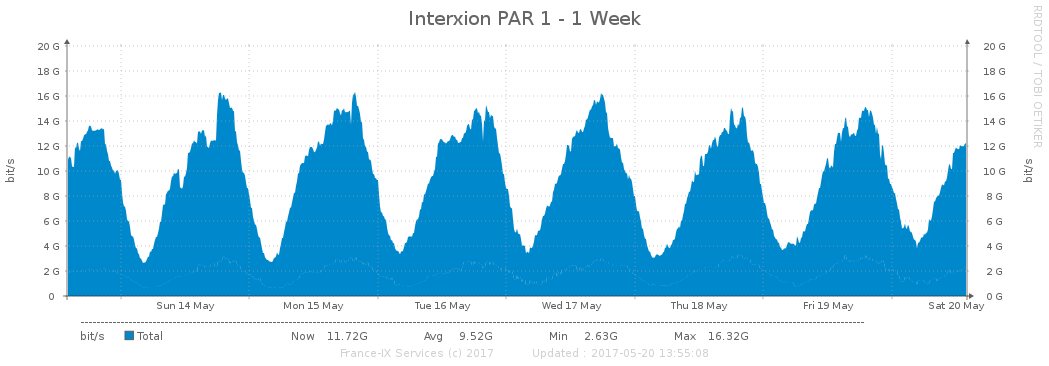 Interxion PAR 1 - 1 Week
RRDTOOL / TOBI OETIKER
20 G 20 G
18 G 18 G
16 G 16 G
14 G 14 G
12 G 12 G
10 G 10 G
8 G 8 G
6 G 6 G
4 G 4 G
2 G 2 G
0 0 G
bit/s
bit/s
Sun 14 May Mon 15 May Tue 16 May Wed 17 May Thu 18 May Fri 19 May Sat 20 May
bit/s Total Now 11.72G Avg 9.52G Min 2.63G Max 16.32G
France-IX Services (c) 2017 Updated : 2017-05-20 13:55:08